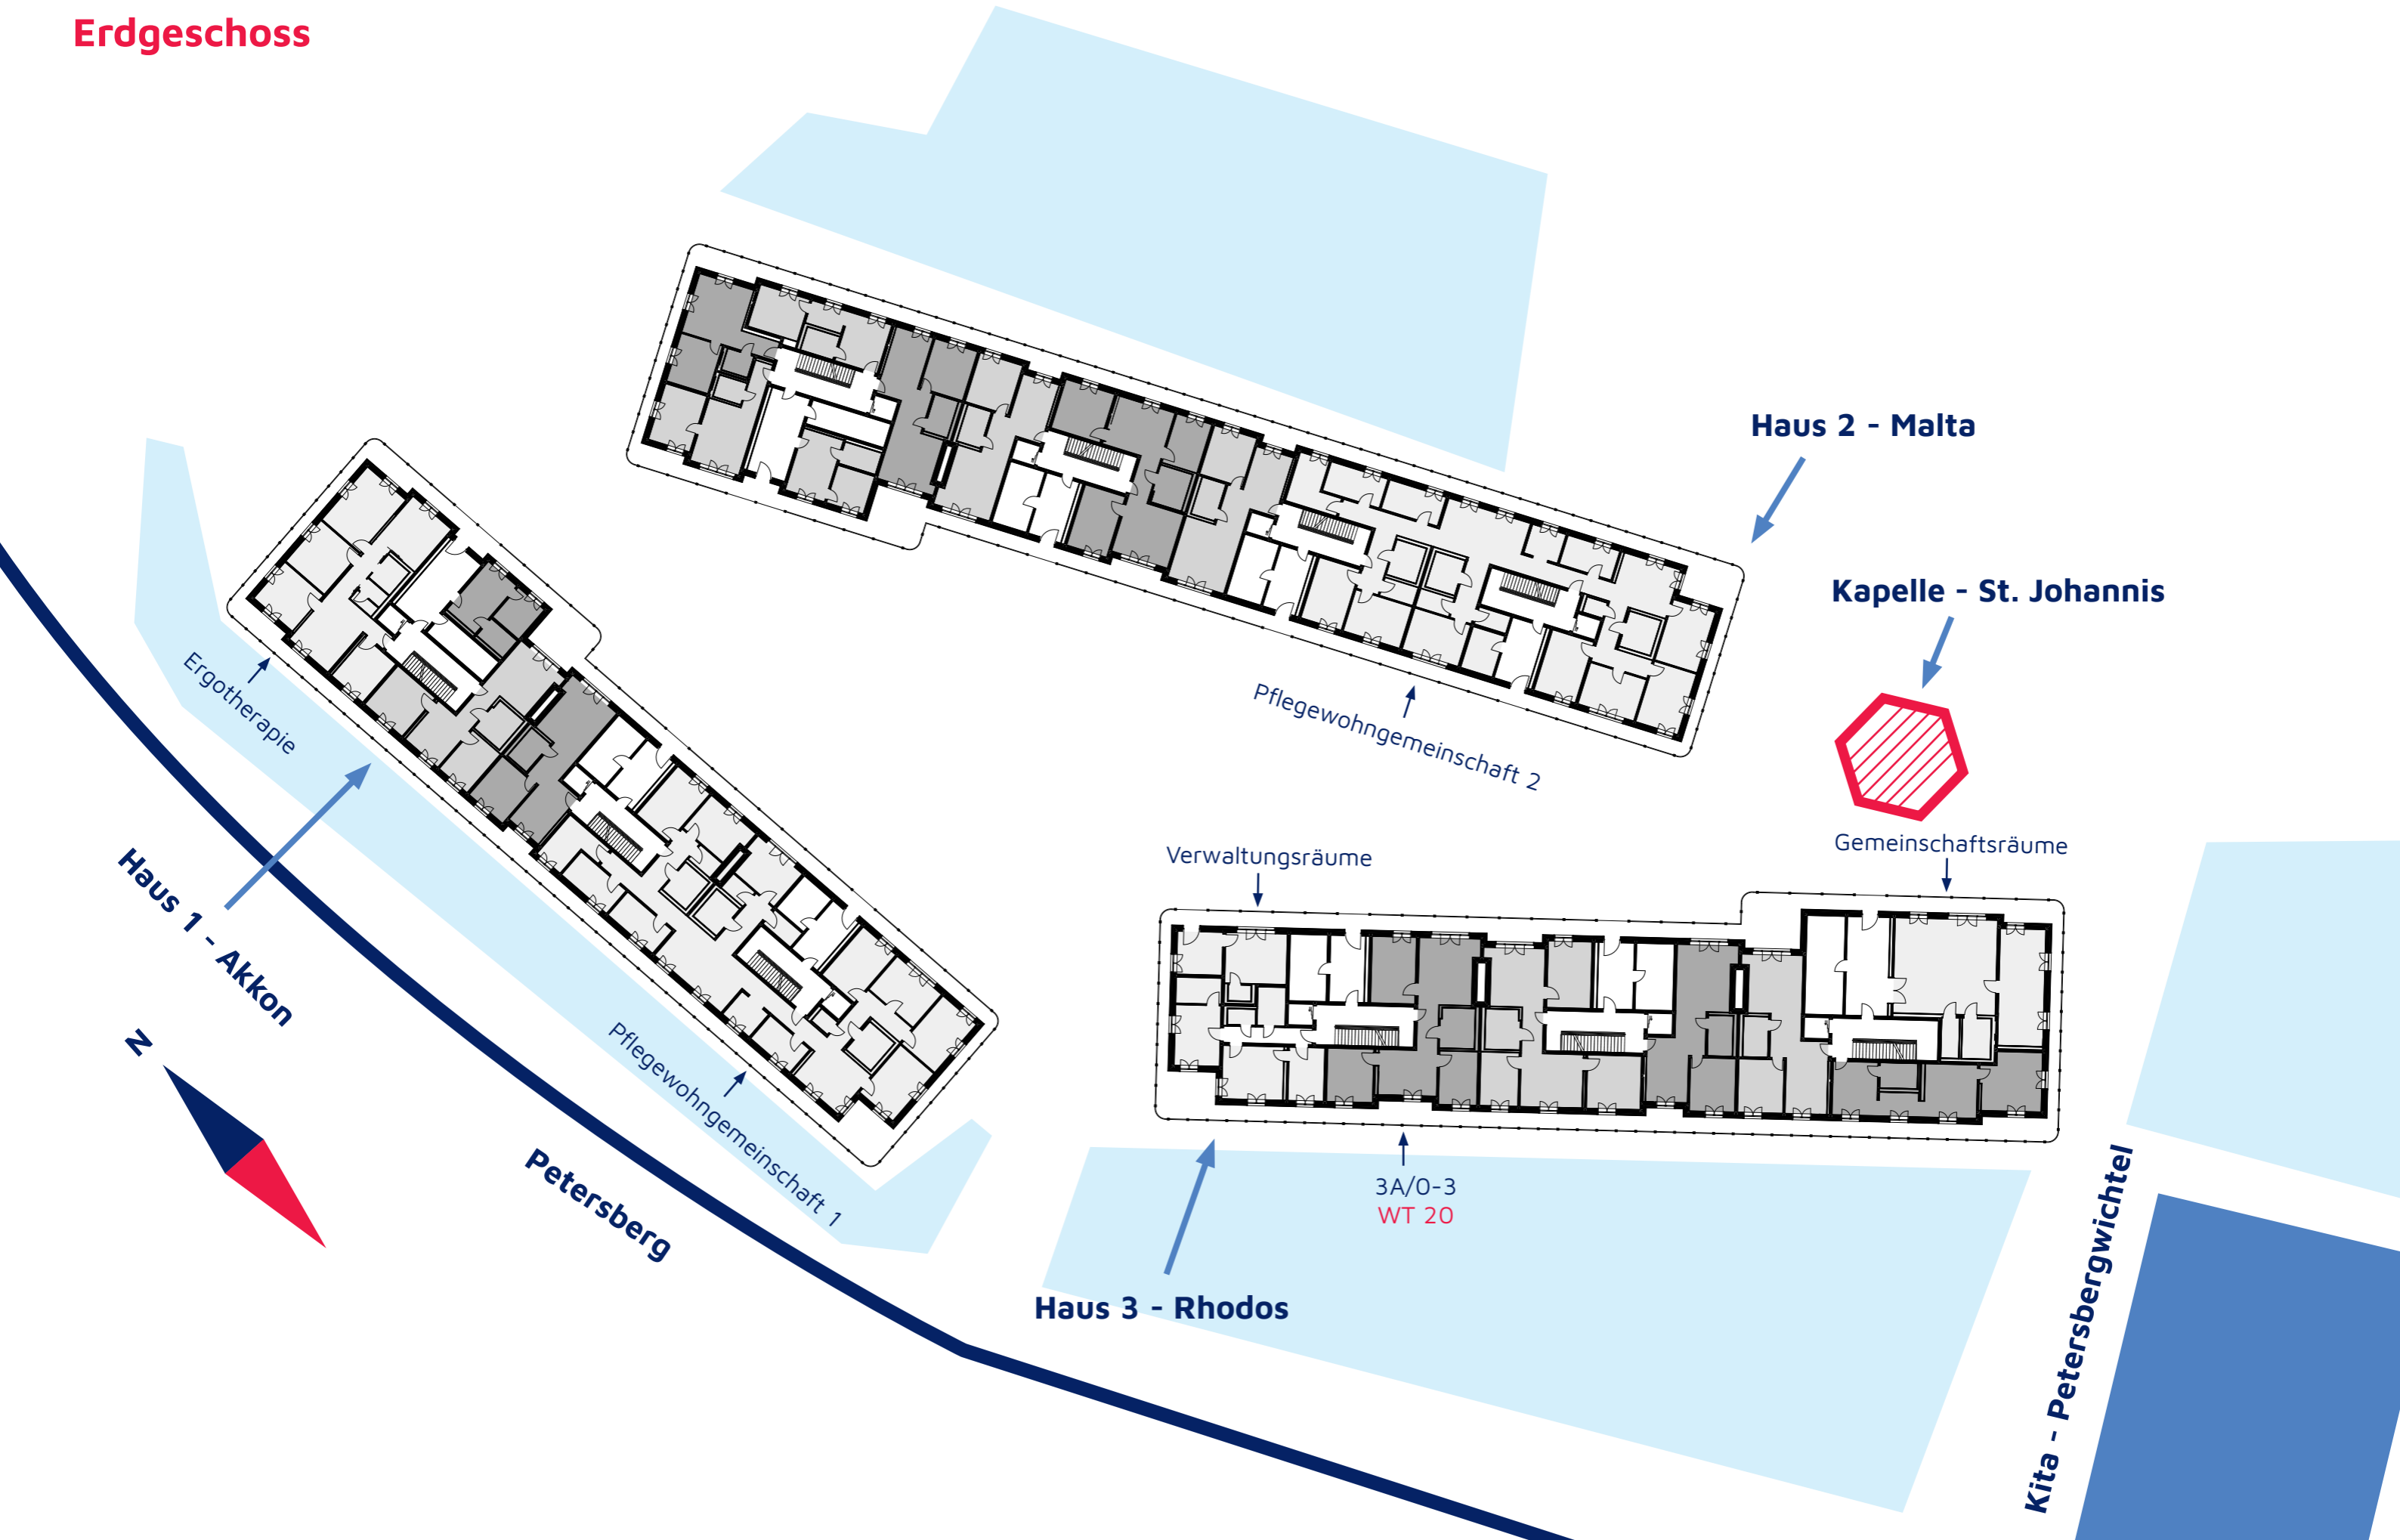 Erdgeschoss
Haus 2 - Malta
Kapelle - St. Johannis
Ergotherapie
Pflegewohngemeinschaft 2
Verwaltungsräume
Gemeinschaftsräume
Haus 1 - Akkon
N
Pflegewohngemeinschaft 1
Petersberg
3A/0-3
WT 20
Haus 3 - Rhodos
Kita - Petersbergwichtel